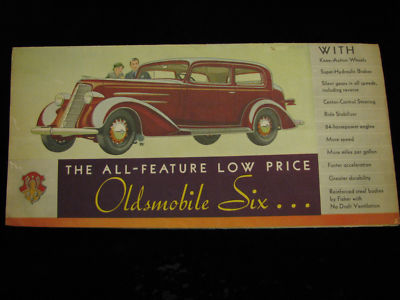 WITH
Knee-Action Wheels
Super-Hydraulic Brakes
Silent gears in all speeds,
including reverse
Center-Control Steering
Ride Stabilizer
84-horsepower engine
More speed
More miles per gallon
Faster acceleration
Greater durability
Reinforced steel bodies
by Fisher with
No Draft Ventilation
THE ALL-FEATURE LOW PRICE
Oldsmobile Six . . .